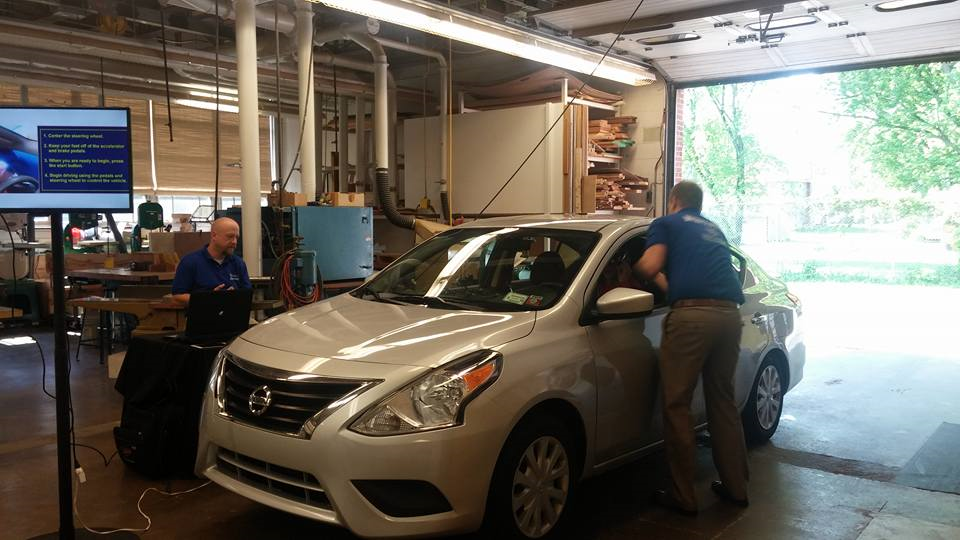 1. Center the steering wheel.
2. Keep your feet off of the accelerator
and brake pedals.
3. When you are ready to begin, press
the start button.
4. Begin driving using the pedals and
steering wheel to control the vehicle.